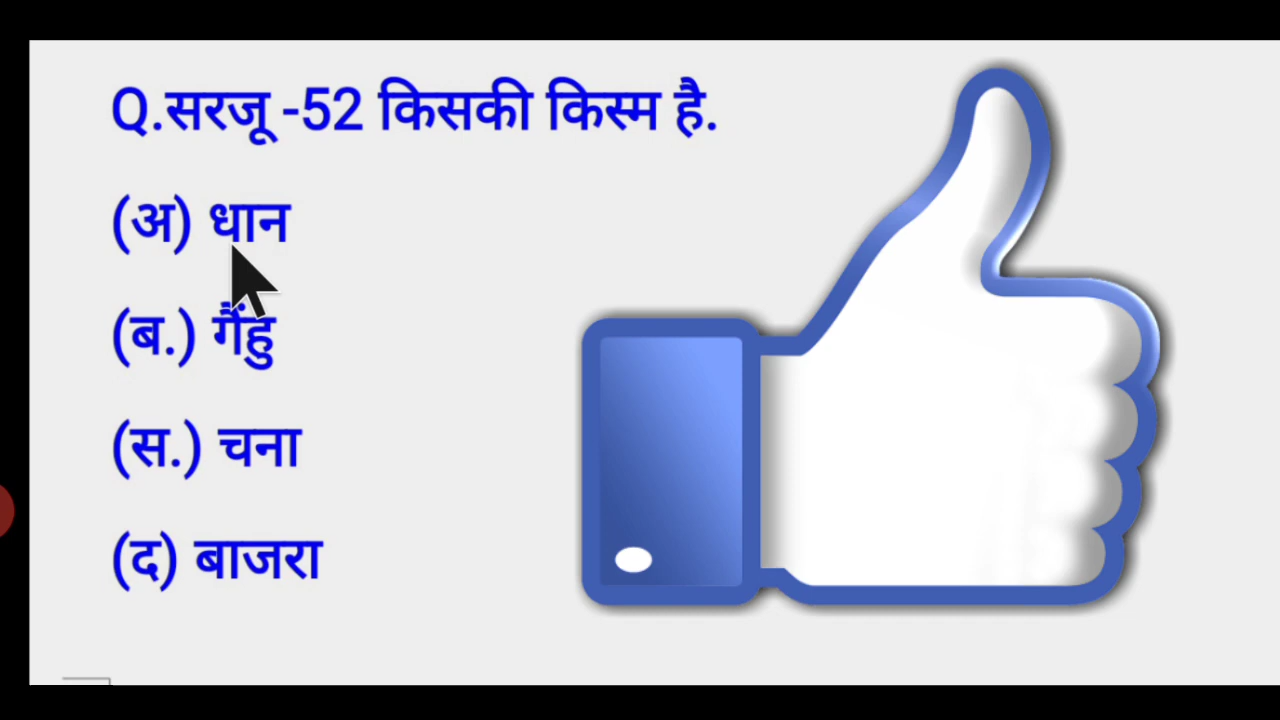 Q.सरजू -52 किसकी किस्म है.
(अ) धान
(ब.) गैंहु
(स.) चना
(द) बाजरा